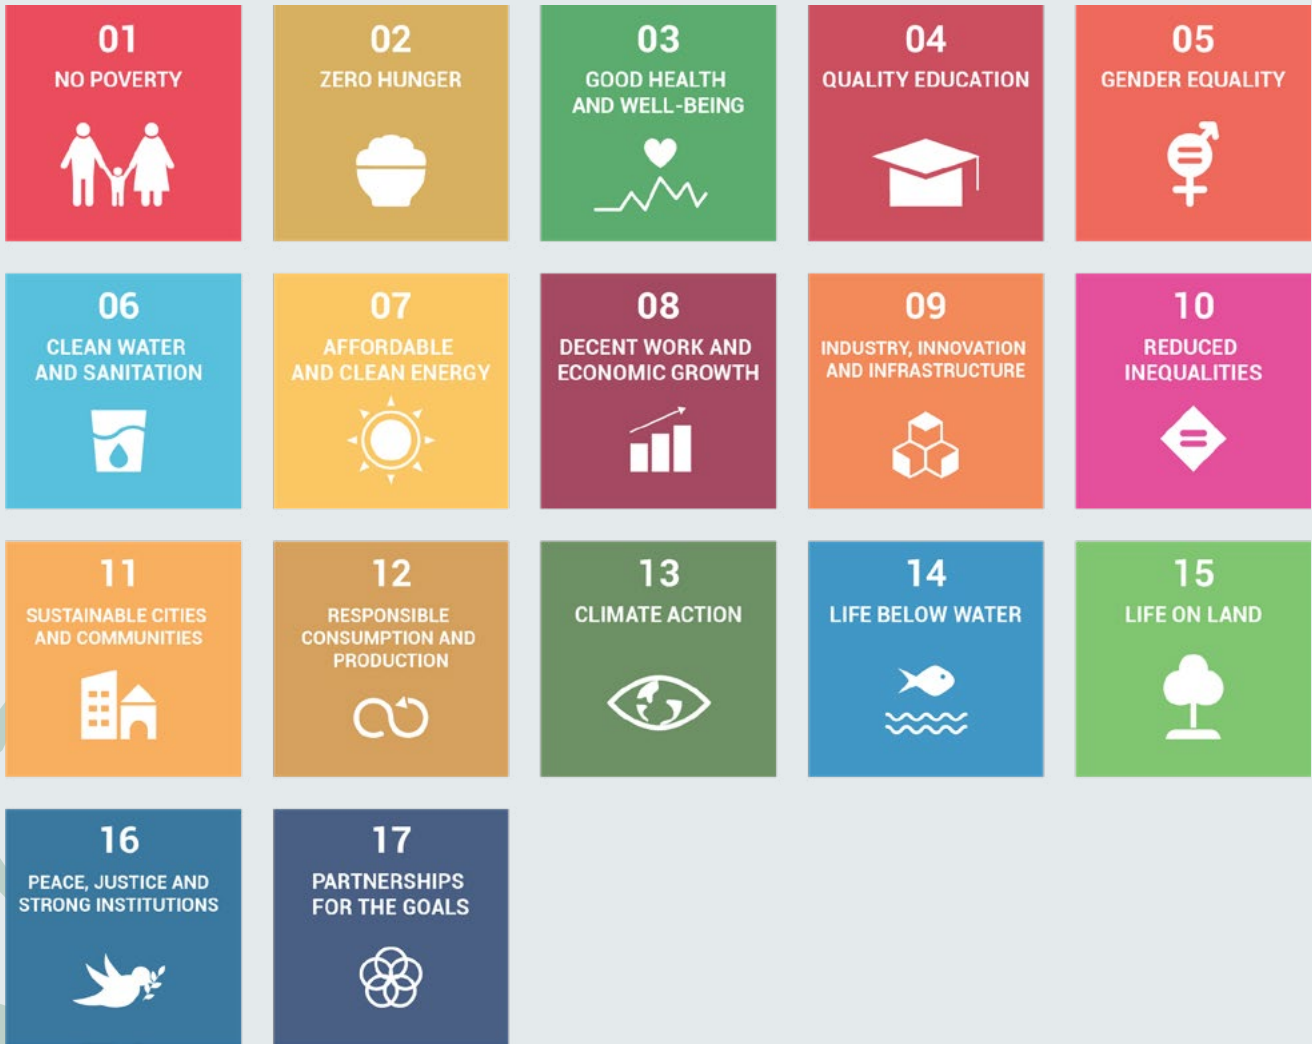 01
NO POVERTY
02
ZERO HUNGER
03
GOOD HEALTH
AND WELL-BEING
04
QUALITY EDUCATION
05
GENDER EQUALITY
06
CLEAN WATER
AND SANITATION
07
AFFORDABLE
AND CLEAN ENERGY
08
DECENT WORK AND
ECONOMIC GROWTH
09
INDUSTRY, INNOVATION
AND INFRASTRUCTURE
10
REDUCED
INEQUALITIES
11
SUSTAINABLE CITIES
AND COMMUNITIES
12
RESPONSIBLE
CONSUMPTION AND
PRODUCTION
13
CLIMATE ACTION
14
LIFE BELOW WATER
15
LIFE ON LAND
16
PEACE, JUSTICE AND
STRONG INSTITUTIONS
17
PARTNERSHIPS
FOR THE GOALS